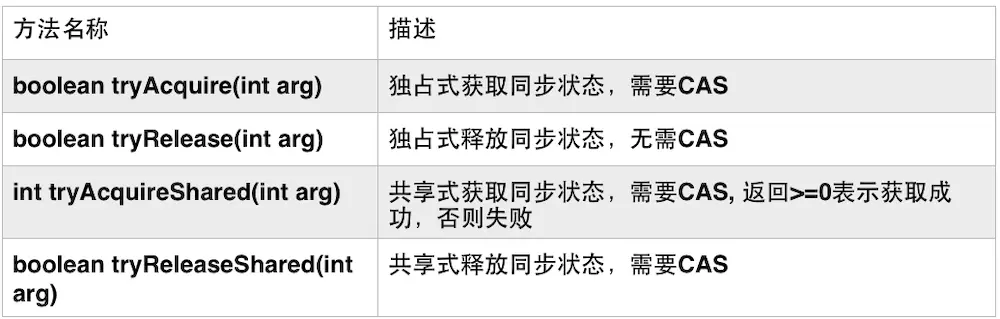 方法名称
描述
boolean tryAcquire(int arg)
独占式获取同步状态，需要CAS
boolean tryRelease(int arg)
独占式释放同步状态，无需CAS
int tryAcquireShared(int arg)
共享式获取同步状态，需要CAS, 返回>=0表示获取成
功，否则失败
boolean tryReleaseShared(int
arg)
共享式释放同步状态，需要CAS